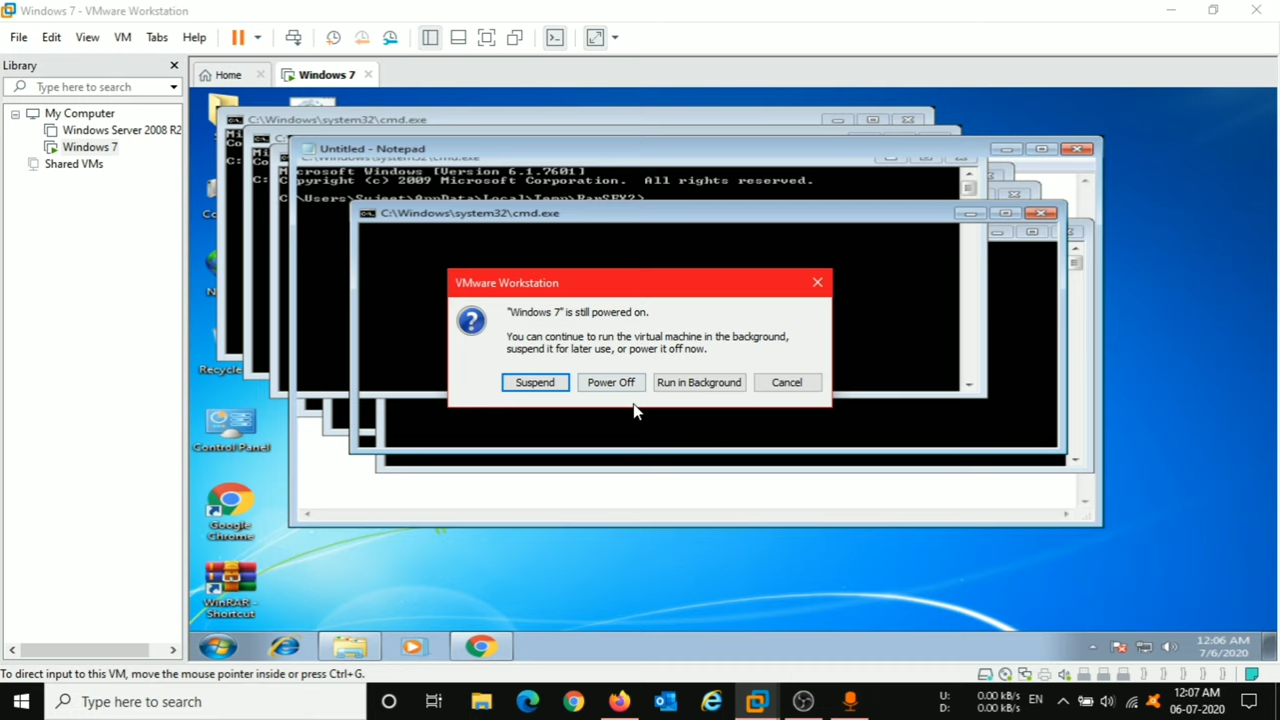 Windows 7 - VMware Workstation
File Edit View VM Tabs Help
Library
Type here to search
My Computer
Windows Server 2008 R2
Windows 7
Shared VMs
Home
Windows 7
C:\Windows\system32\cmd.exe
Untitled - Notepad
C:\Windows\system32\cmd.exe
Microsoft Windows [Version 6.1.7601]
Copyright (c) 2009 Microsoft Corporation. All rights reserved.
C:\Windows\system32\cmd.exe
VMware Workstation
"Windows 7" is still powered on.
You can continue to run the virtual machine in the background,
suspend it for later use, or power it off now.
Suspend Power Off Run in Background Cancel
Recycle
Control Panel
Google
Chrome
WinRAR -
Shortcut
12:06 AM
7/6/2020
To direct input to this VM, move the mouse pointer inside or press Ctrl+G.
Type here to search
U: 0.00 kB/s
D: 0.00 kB/s
EN
12:07 AM
06-07-2020